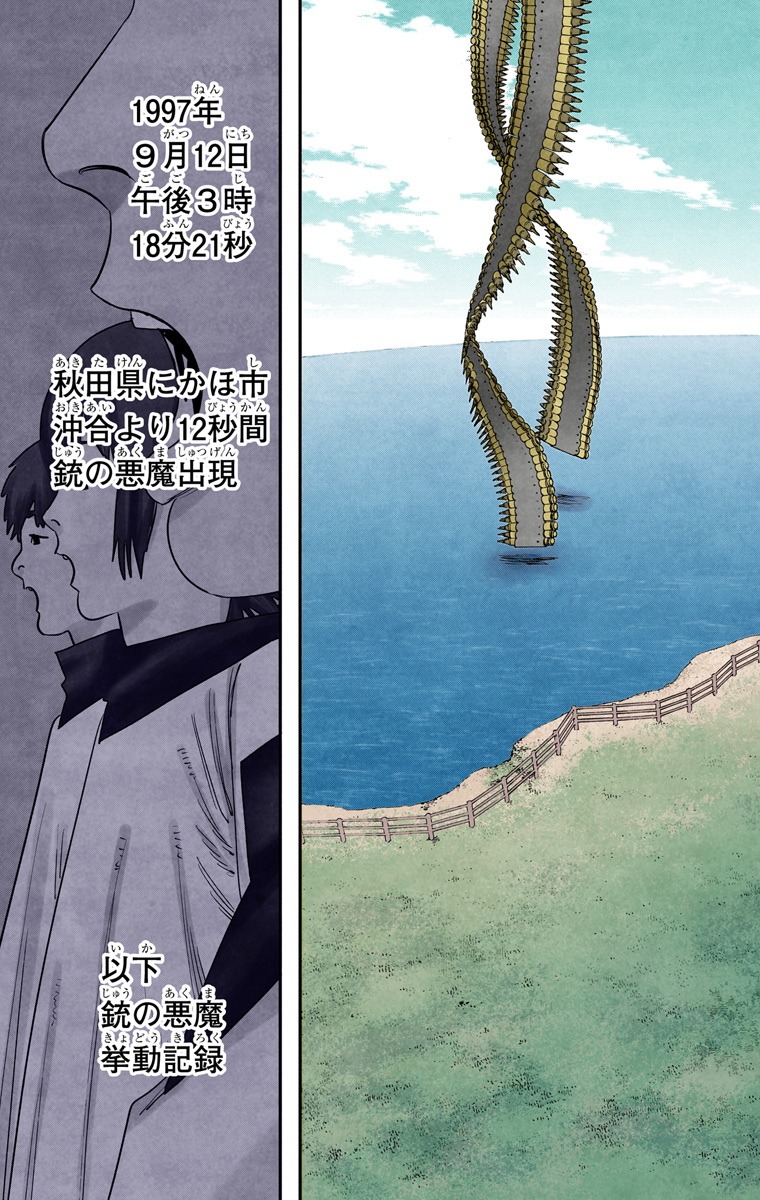 1997年
９月12日
午後３時
18分21秒
秋田県にかほ市
沖合より12秒間
銃の悪魔出現
以下
銃の悪魔
挙動記録